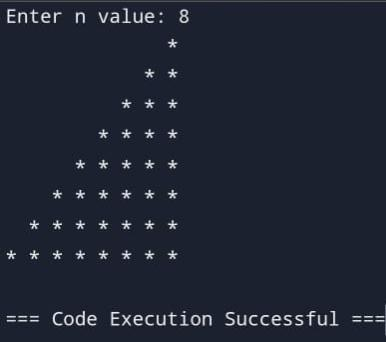 Enter n value: 8
              *
            * *
          * * *
        * * * *
      * * * * *
    * * * * * *
  * * * * * * *
* * * * * * * *
=== Code Execution Successful ===